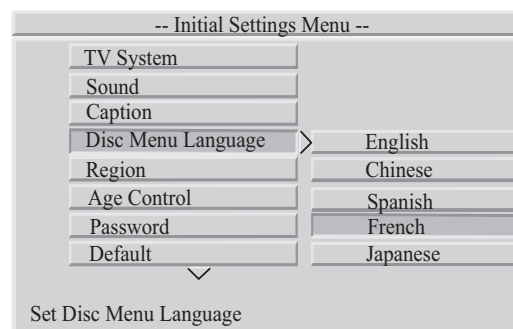 -- Initial Settings Menu --
TV System
Sound
Caption
Disc Menu Language
English
Region
Chinese
Age Control
Spanish
Password
French
Default
Japanese
Set Disc Menu Language